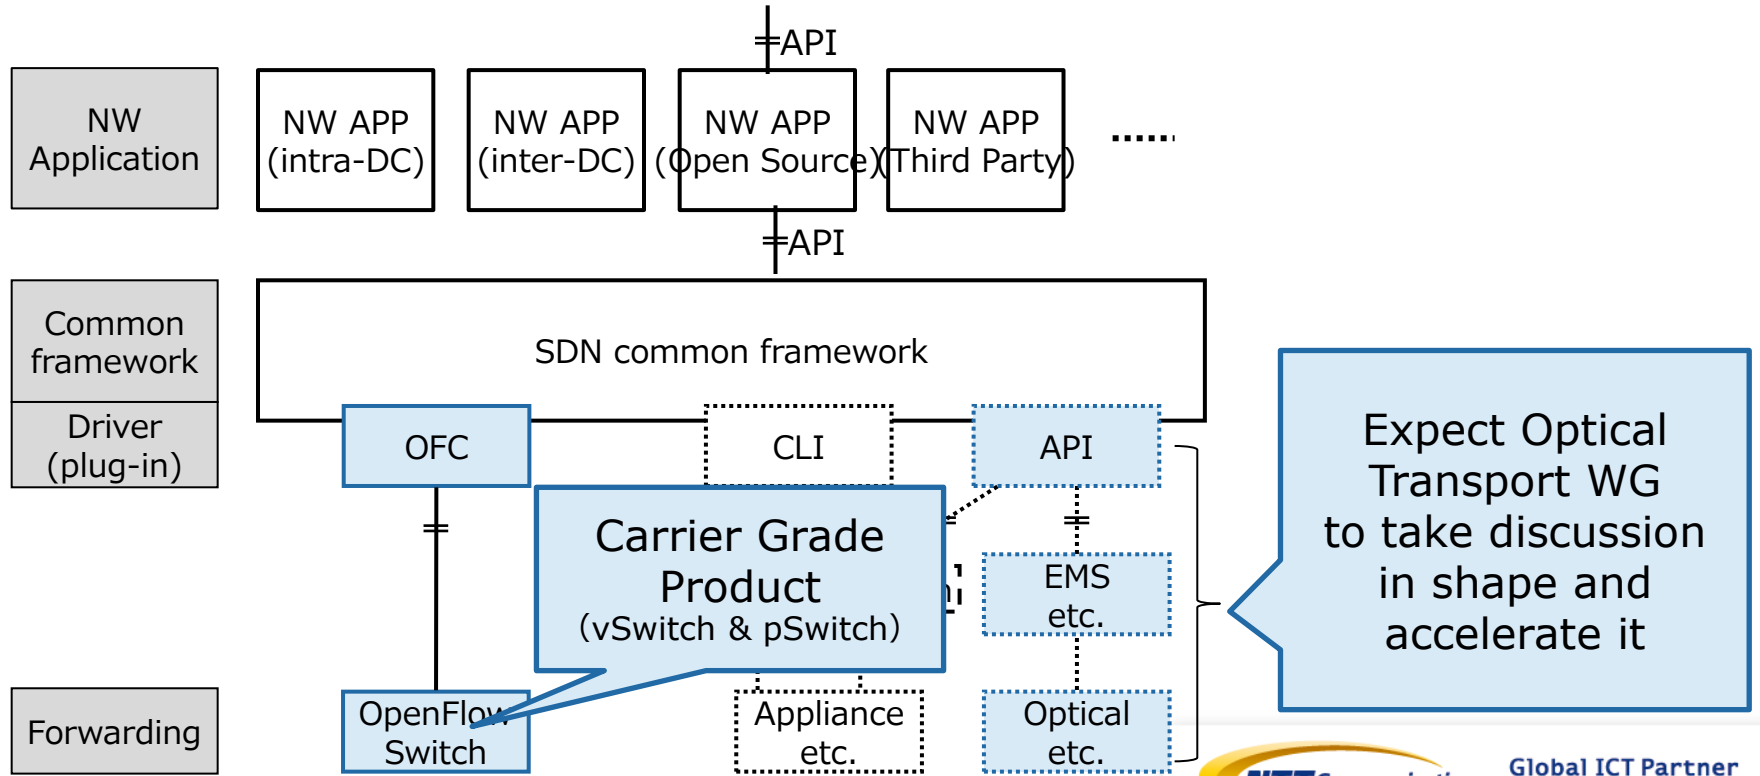 API
NW
Application
NW APP
(intra-DC)
NW APP
(inter-DC)
NW APP
(Open Source)
NW APP
(Third Party)
......
API
Common
framework
SDN common framework
Driver
(plug-in)
OFC
CLI
API
Carrier Grade
Product
(vSwitch & pSwitch)
EMS
etc.
Expect Optical
Transport WG
to take discussion
in shape and
accelerate it
Forwarding
OpenFlow
Switch
Appliance
etc.
Optical
etc.
Global ICT Partner